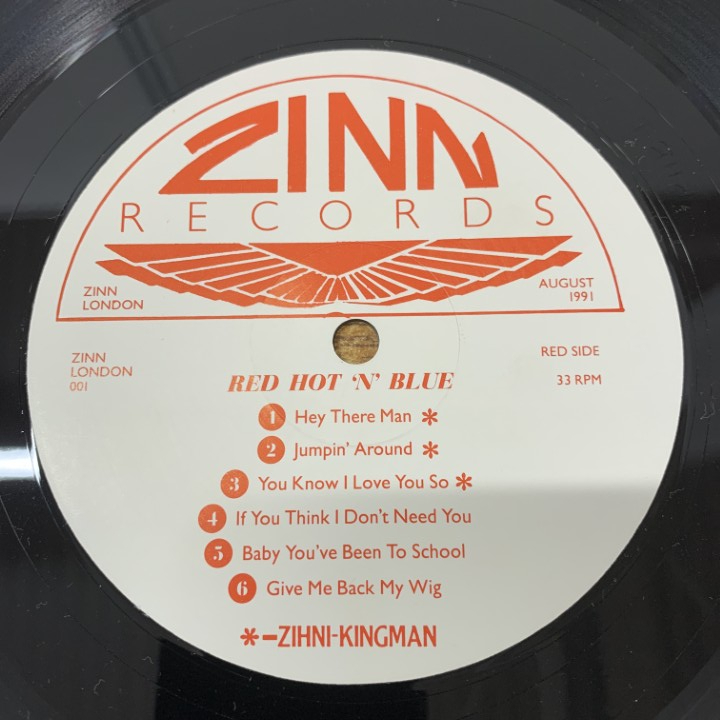 ZINN
RECORDS
ZINN
LONDON
AUGUST
1991
ZINN
LONDON
001
RED SIDE
33 RPM
RED HOT ‘N’ BLUE
1 Hey There Man *
2 Jumpin’ Around *
3 You Know I Love You So *
4 If You Think I Don’t Need You
5 Baby You’ve Been To School
6 Give Me Back My Wig
*–ZIHNI-KINGMAN